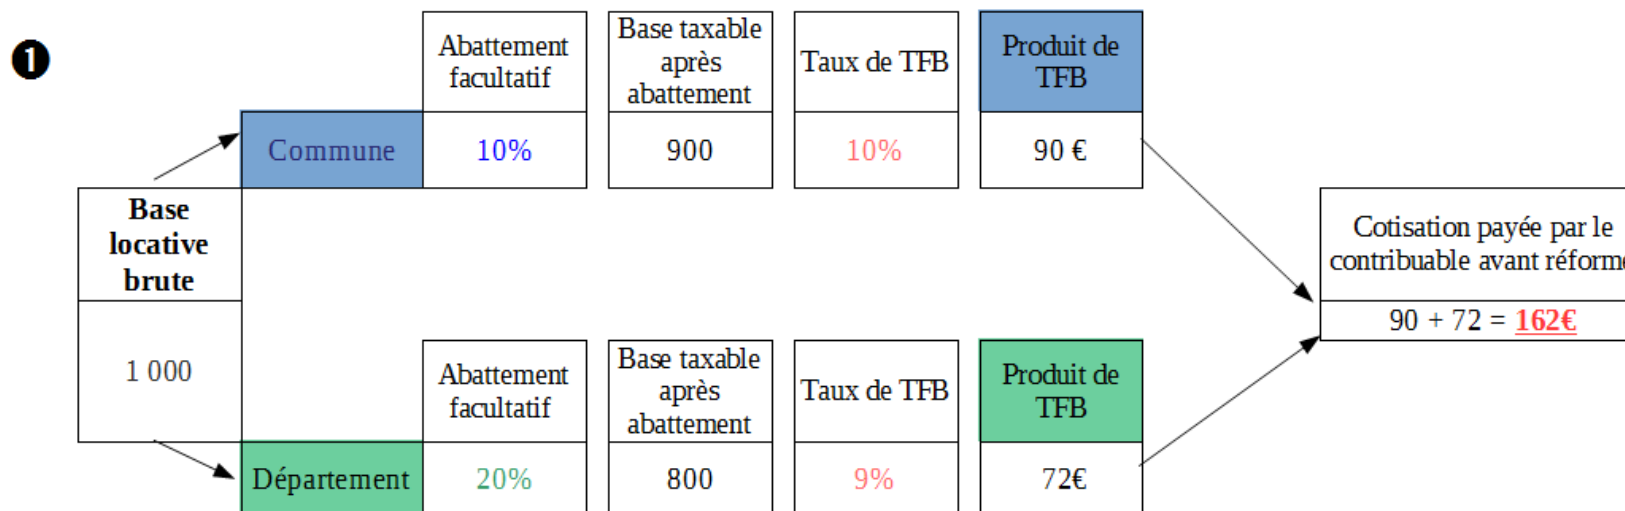 ❶
Abattement
facultatif
Base taxable
après
abattement
Taux de TFB
Produit de
TFB
Commune
10%
900
10%
90 €
Base
locative
brute
1 000
Cotisation payée par le
contribuable avant réforme
90 + 72 = 162€
Abattement
facultatif
Base taxable
après
abattement
Taux de TFB
Produit de
TFB
Département
20%
800
9%
72€